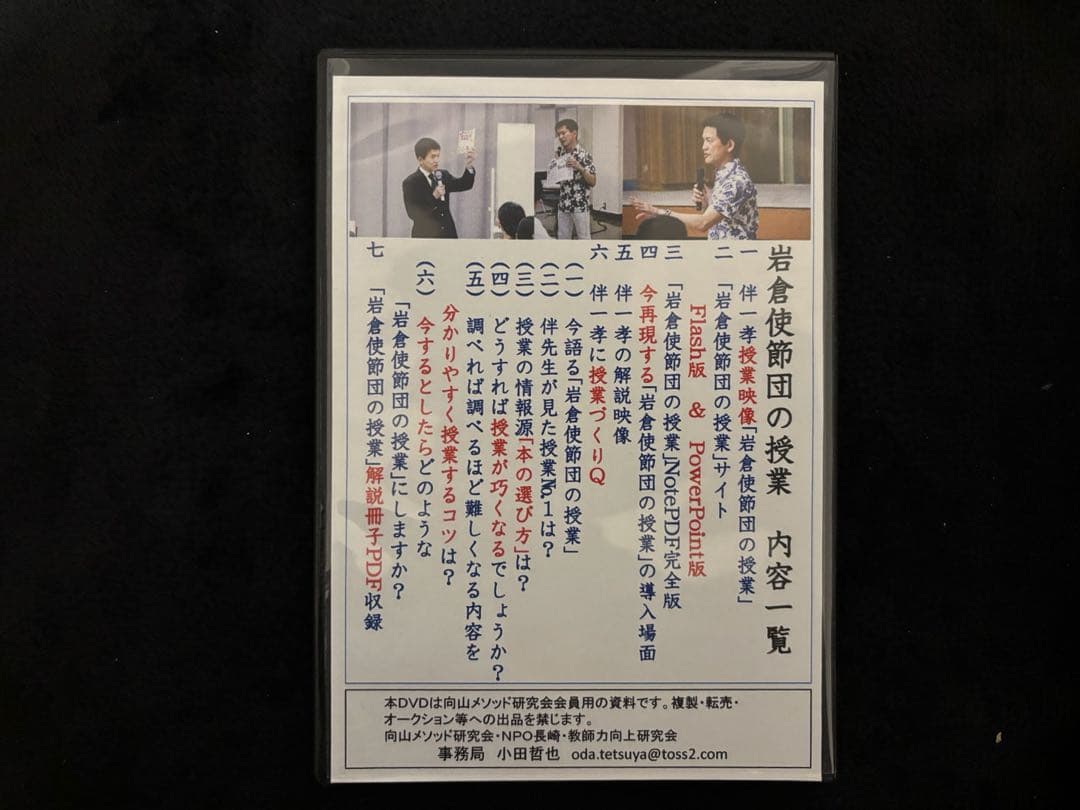 岩倉使節団の授業　内容一覧
一　伴一孝授業映像「岩倉使節団の授業」
二　「岩倉使節団の授業」サイト
Flash版　&　PowerPoint版
三　「岩倉使節団の授業」NotePDF完全版
四　今再現する「岩倉使節団の授業」の導入場面
五　伴一孝の解説映像
六　伴一孝に授業づくりQ
（一）　今語る「岩倉使節団の授業」
（二）　伴先生が見た授業№１は？
（三）　授業の情報源「本の選び方」は？
（四）　どうすれば授業が巧くなるでしょうか？
（五）　調べれば調べるほど難しくなる内容を
分かりやすく授業するコツは？
（六）　今するとしたらどのような
「岩倉使節団の授業」にしますか？
七　「岩倉使節団の授業」解説冊子PDF収録
本DVDは向山メソッド研究会会員用の資料です。複製・転売・
オークション等への出品を禁じます。
向山メソッド研究会・NPO長崎・教師力向上研究会
事務局　小田哲也　oda.tetsuya@toss2.com